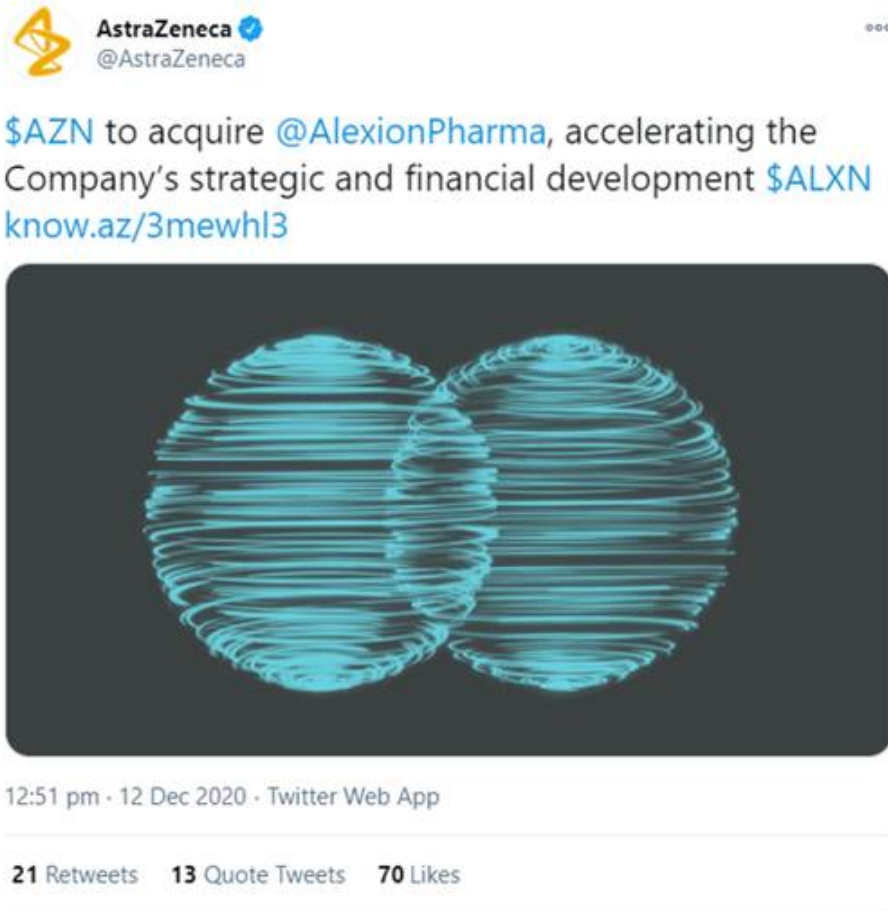 AstraZeneca
@AstraZeneca
$AZN to acquire @AlexionPharma, accelerating the
Company's strategic and financial development $ALXN
know.az/3mewhl3
12:51 pm · 12 Dec 2020 · Twitter Web App
21 Retweets 13 Quote Tweets 70 Likes